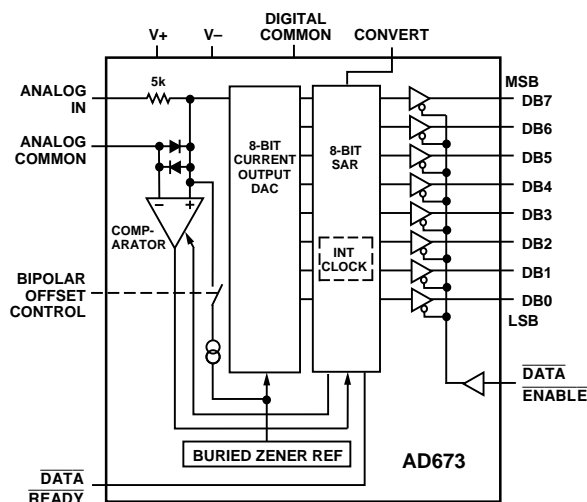 DIGITAL
V+ V– COMMON CONVERT
5k
ANALOG
IN
ANALOG
COMMON
8-BIT
CURRENT
OUTPUT
DAC
8-BIT
SAR
MSB
DB7
DB6
DB5
DB4
DB3
DB2
DB1
DB0
LSB
– +
COMP-
ARATOR
INT
CLOCK
BIPOLAR
OFFSET
CONTROL
DATA
ENABLE
BURIED ZENER REF
AD673
DATA
READY